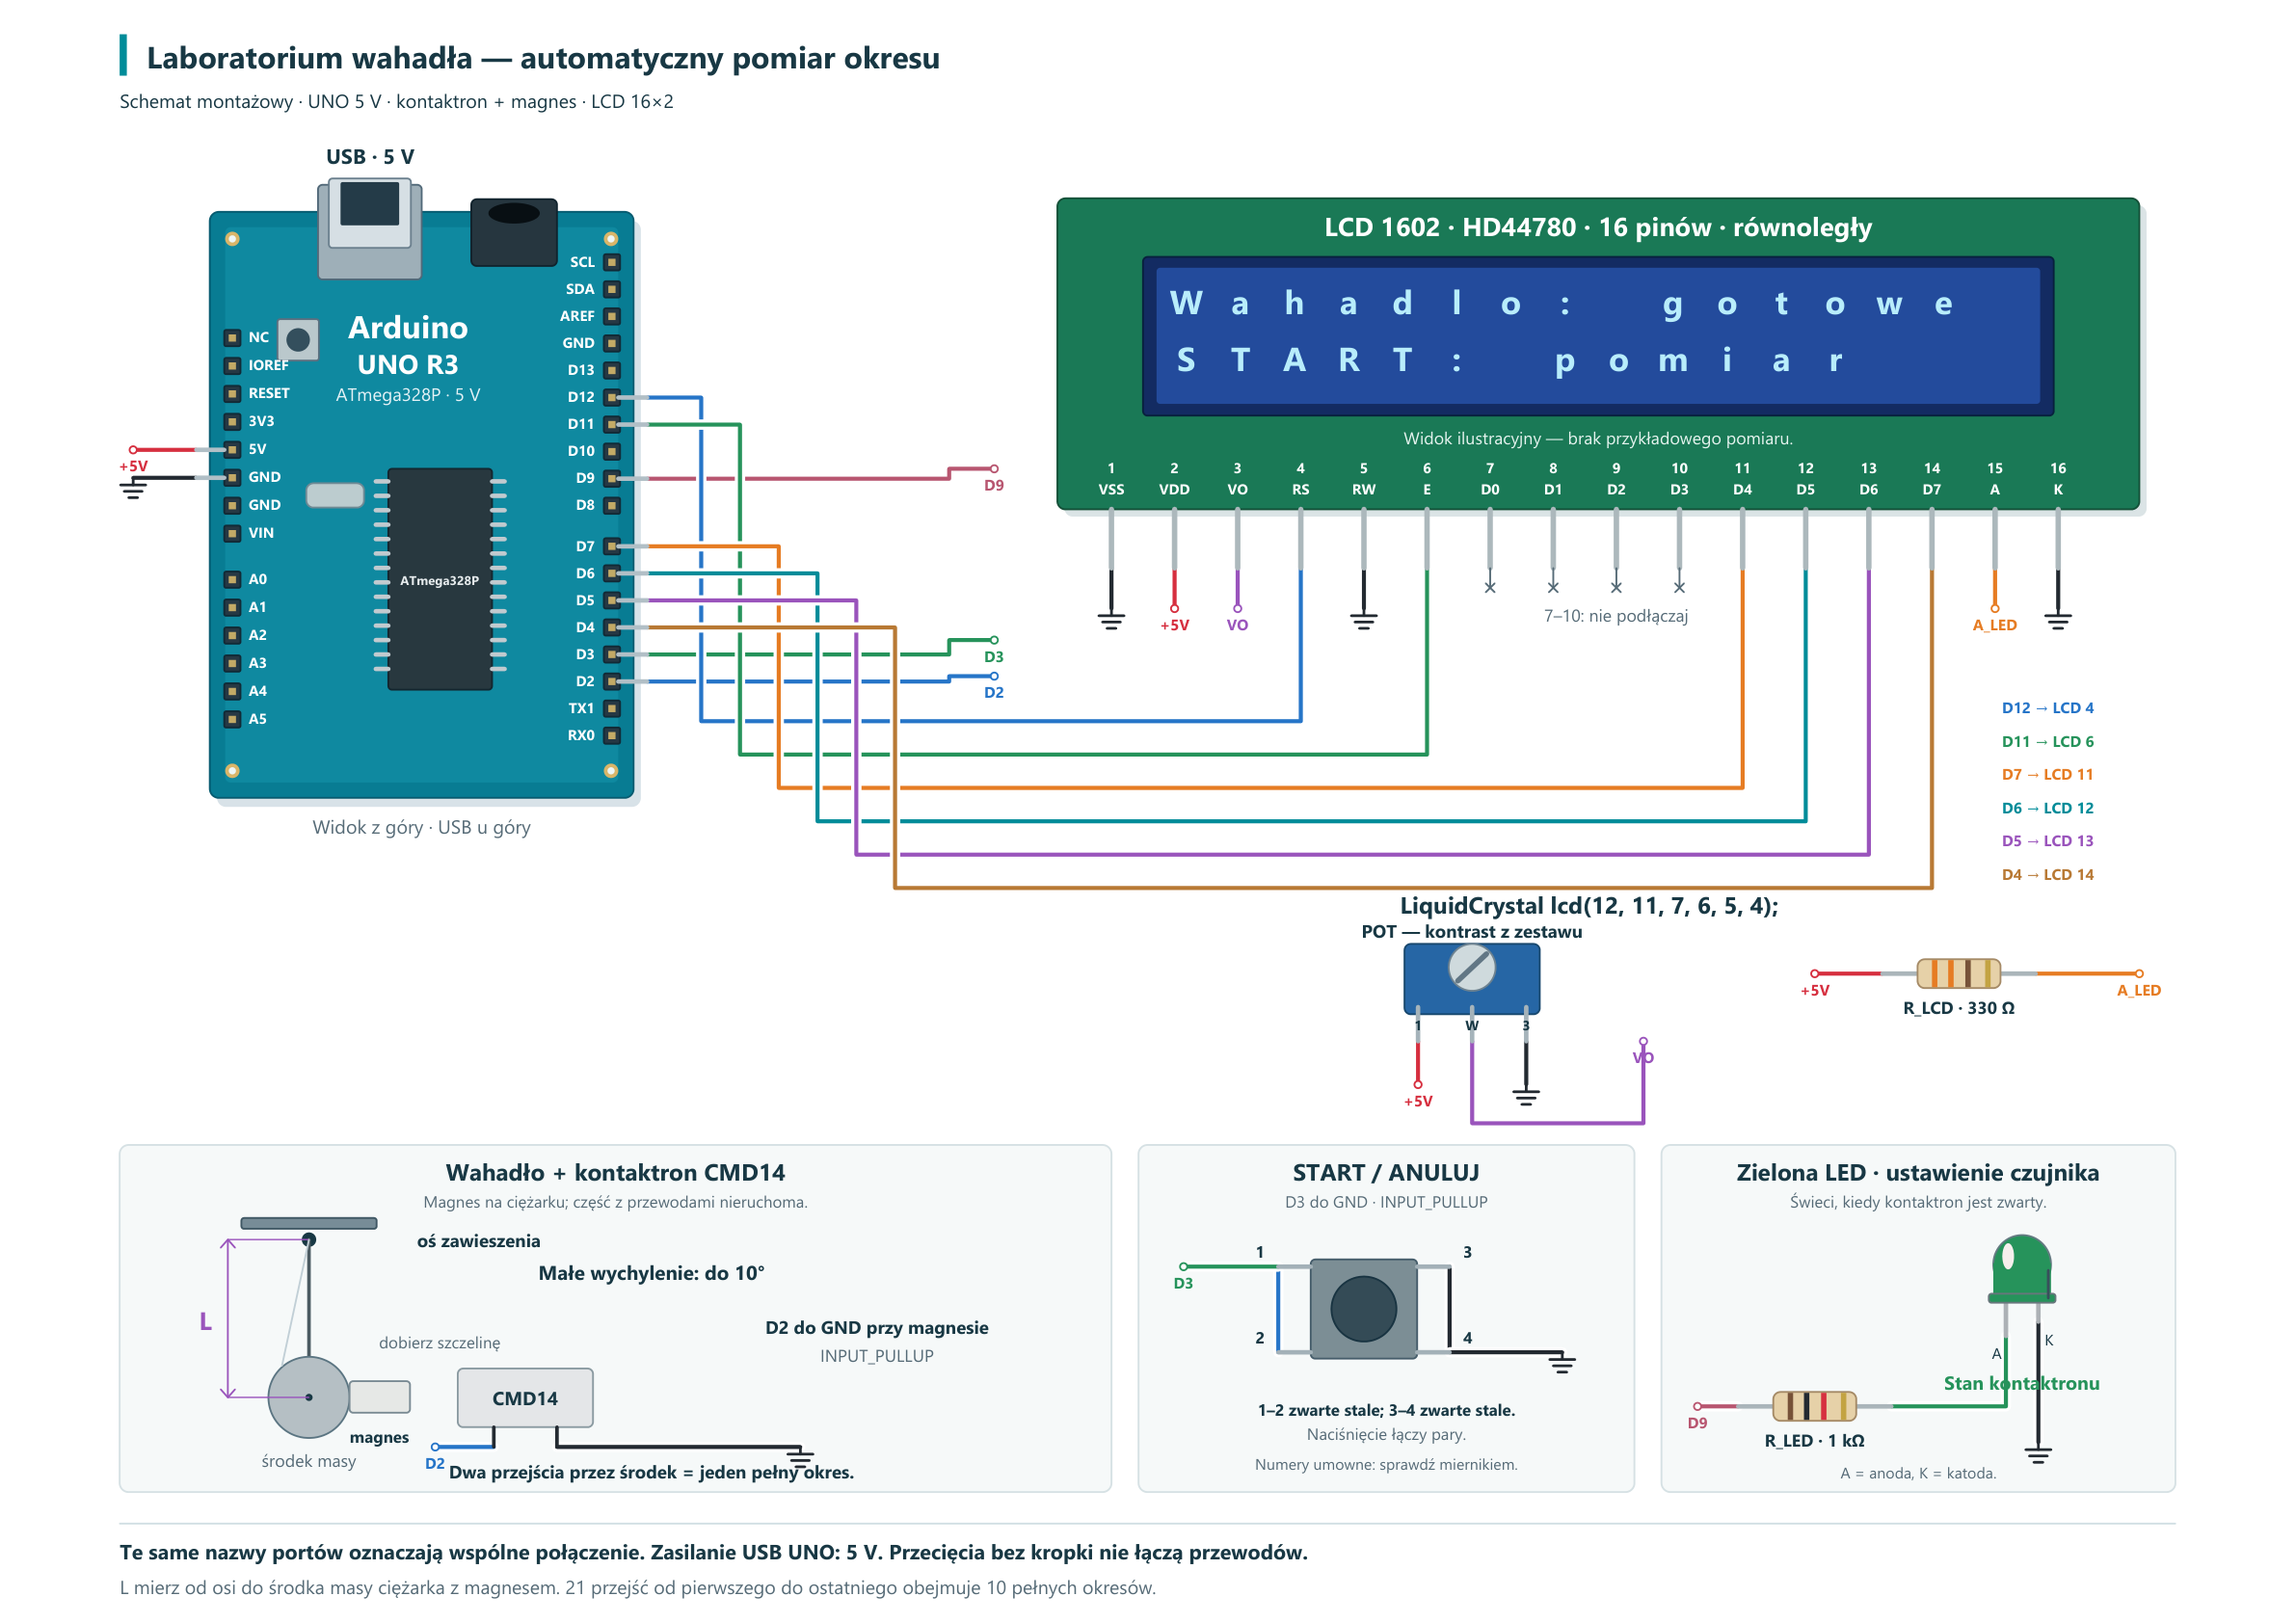 Laboratorium wahadła — automatyczny pomiar okresu
Schemat montażowy · UNO 5 V · kontaktron + magnes · LCD 16×2
USB · 5 V
Arduino
UNO R3
ATmega328P · 5 V
NC
IOREF
RESET
3V3
5V
GND
GND
VIN
A0
A1
A2
A3
A4
A5
+5V
ATmega328P
SCL
SDA
AREF
GND
D13
D12
D11
D10
D9
D8
D7
D6
D5
D4
D3
D2
TX1
RX0
Widok z góry · USB u góry
D9
D3
D2
LCD 1602 · HD44780 · 16 pinów · równoległy
Wahadlo: gotowe
START: pomiar
Widok ilustracyjny — brak przykładowego pomiaru.
1 2 3 4 5 6 7 8 9 10 11 12 13 14 15 16
VSS VDD VO RS RW E D0 D1 D2 D3 D4 D5 D6 D7 A K
+5V
VO
7–10: nie podłączaj
A_LED
D12 → LCD 4
D11 → LCD 6
D7 → LCD 11
D6 → LCD 12
D5 → LCD 13
D4 → LCD 14
LiquidCrystal lcd(12, 11, 7, 6, 5, 4);
POT — kontrast z zestawu
1 W 3
+5V
VO
+5V
A_LED
R_LCD · 330 Ω
Wahadło + kontaktron CMD14
Magnes na ciężarku; część z przewodami nieruchoma.
oś zawieszenia
Małe wychylenie: do 10°
L
D2 do GND przy magnesie
INPUT_PULLUP
dobierz szczelinę
CMD14
magnes
środek masy
D2
Dwa przejścia przez środek = jeden pełny okres.
START / ANULUJ
D3 do GND · INPUT_PULLUP
1
3
D3
2
4
1–2 zwarte stale; 3–4 zwarte stale.
Naciśnięcie łączy pary.
Numery umowne: sprawdź miernikiem.
Zielona LED · ustawienie czujnika
Świeci, kiedy kontaktron jest zwarty.
K
A
Stan kontaktronu
D9
R_LED · 1 kΩ
A = anoda, K = katoda.
Te same nazwy portów oznaczają wspólne połączenie. Zasilanie USB UNO: 5 V. Przecięcia bez kropki nie łączą przewodów.
L mierz od osi do środka masy ciężarka z magnesem. 21 przejść od pierwszego do ostatniego obejmuje 10 pełnych okresów.